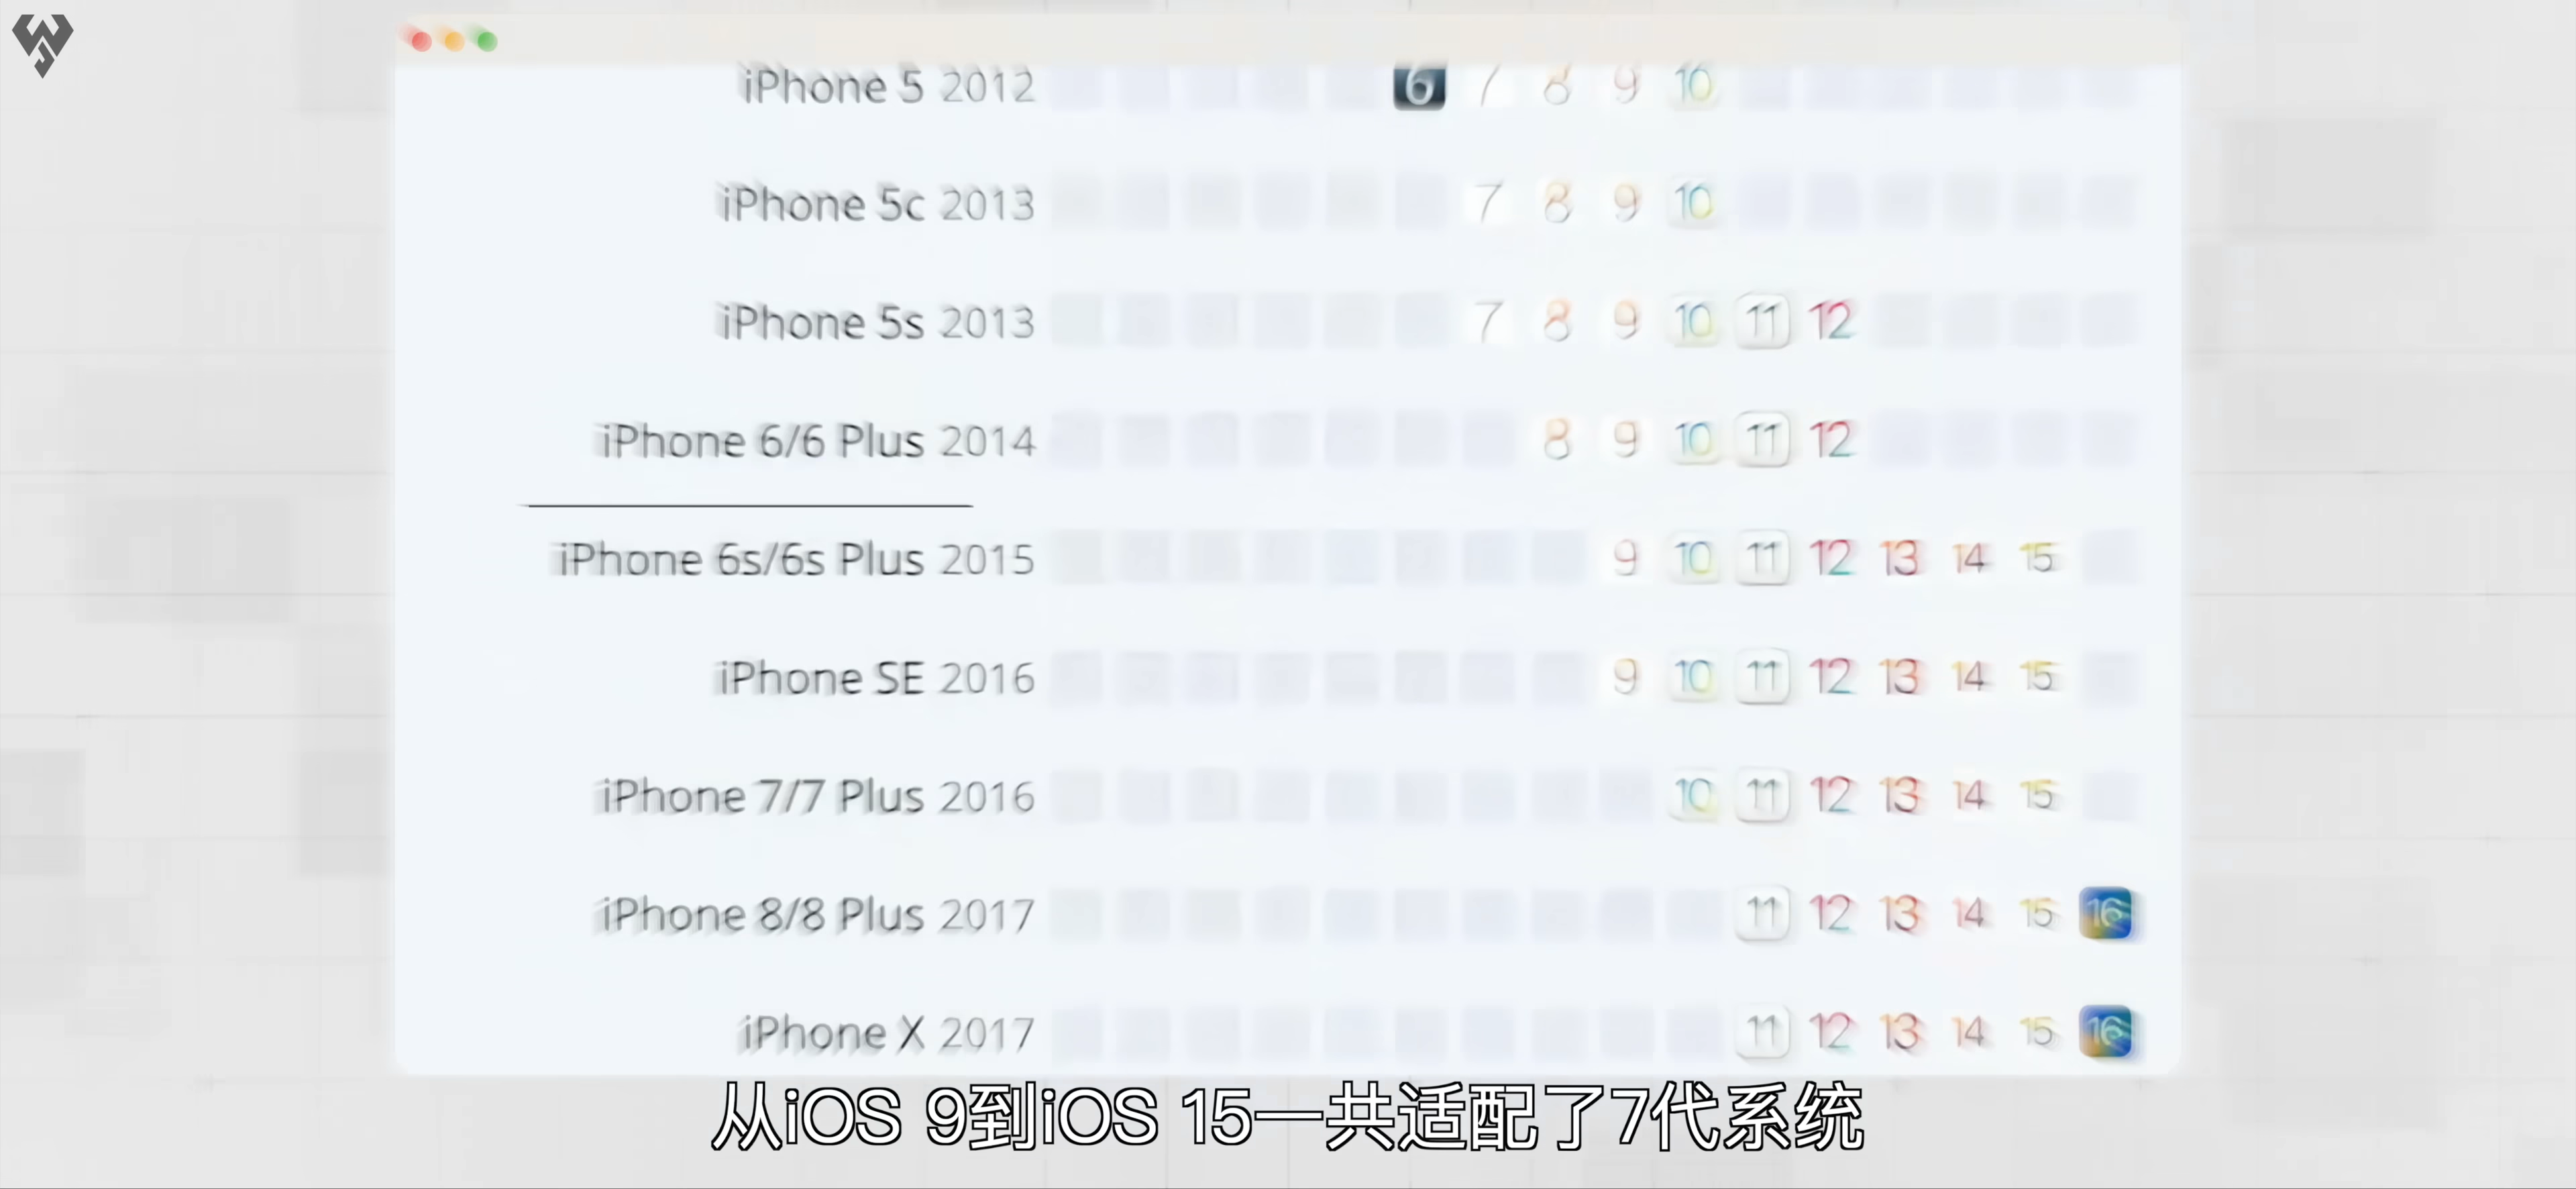 iPhone 5 2012 6 7 8 9 10
iPhone 5c 2013 7 8 9 10
iPhone 5s 2013 7 8 9 10 11 12
iPhone 6/6 Plus 2014 8 9 10 11 12
iPhone 6s/6s Plus 2015 9 10 11 12 13 14 15
iPhone SE 2016 9 10 11 12 13 14 15
iPhone 7/7 Plus 2016 10 11 12 13 14 15
iPhone 8/8 Plus 2017 11 12 13 14 15 16
iPhone X 2017 11 12 13 14 15 16
从iOS 9到iOS 15一共适配了7代系统